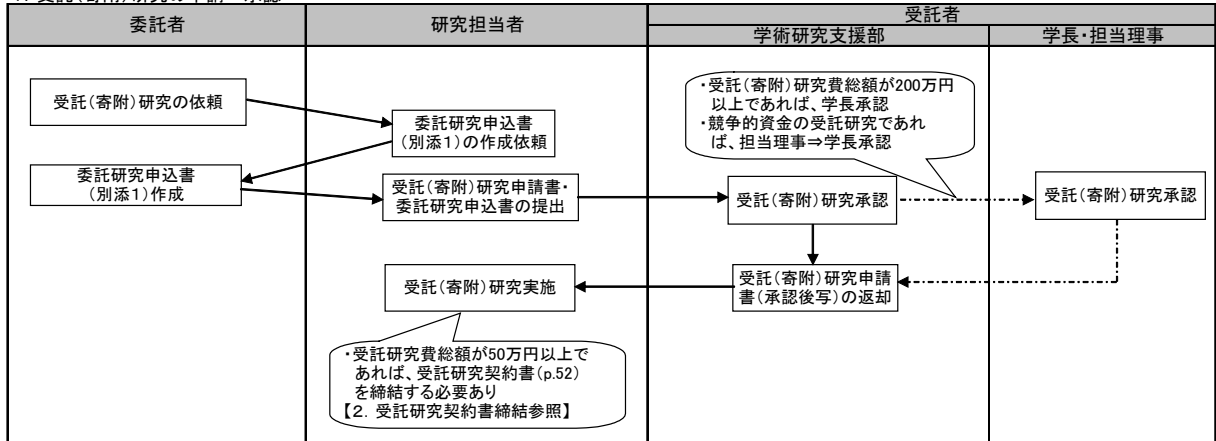 委託者
研究担当者
受託者
学術研究支援部
学長・担当理事
受託(寄附)研究の依頼
委託研究申込書
(別添1)の作成依頼
委託研究申込書
(別添1)作成
受託(寄附)研究申請書・
委託研究申込書の提出
・受託(寄附)研究費総額が200万円
以上であれば、学長承認
・競争的資金の受託研究であれ
ば、担当理事⇒学長承認
受託(寄附)研究承認
受託(寄附)研究承認
受託(寄附)研究申請
書(承認後写)の返却
受託(寄附)研究実施
・受託研究費総額が50万円以上で
あれば、受託研究契約書(p.52)
を締結する必要あり
【2. 受託研究契約書締結参照】